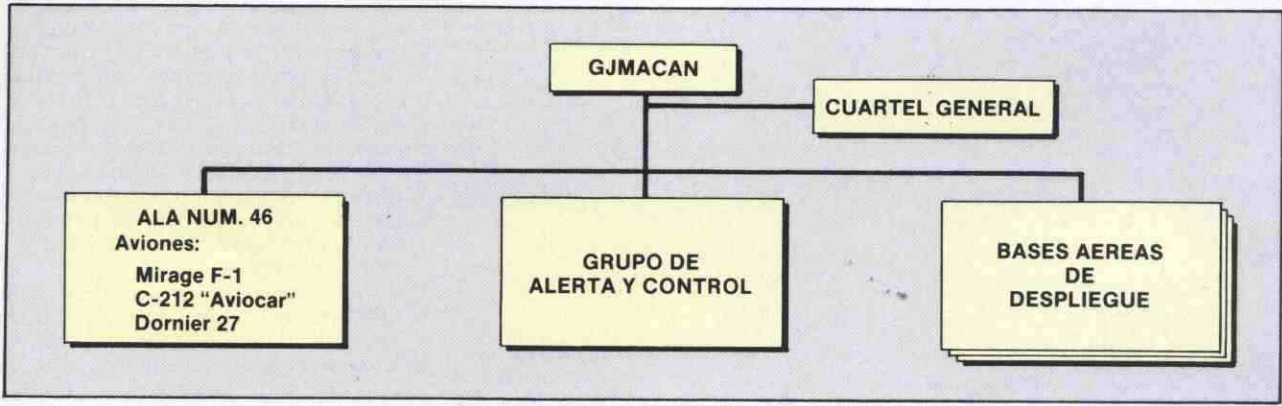 GJMACAN
CUARTEL GENERAL
ALA NUM. 46
Aviones:
Mirage F-1
C-212 "Aviocar"
Dornier 27
GRUPO DE
ALERTA Y CONTROL
BASES AEREAS
DE
DESPLIEGUE